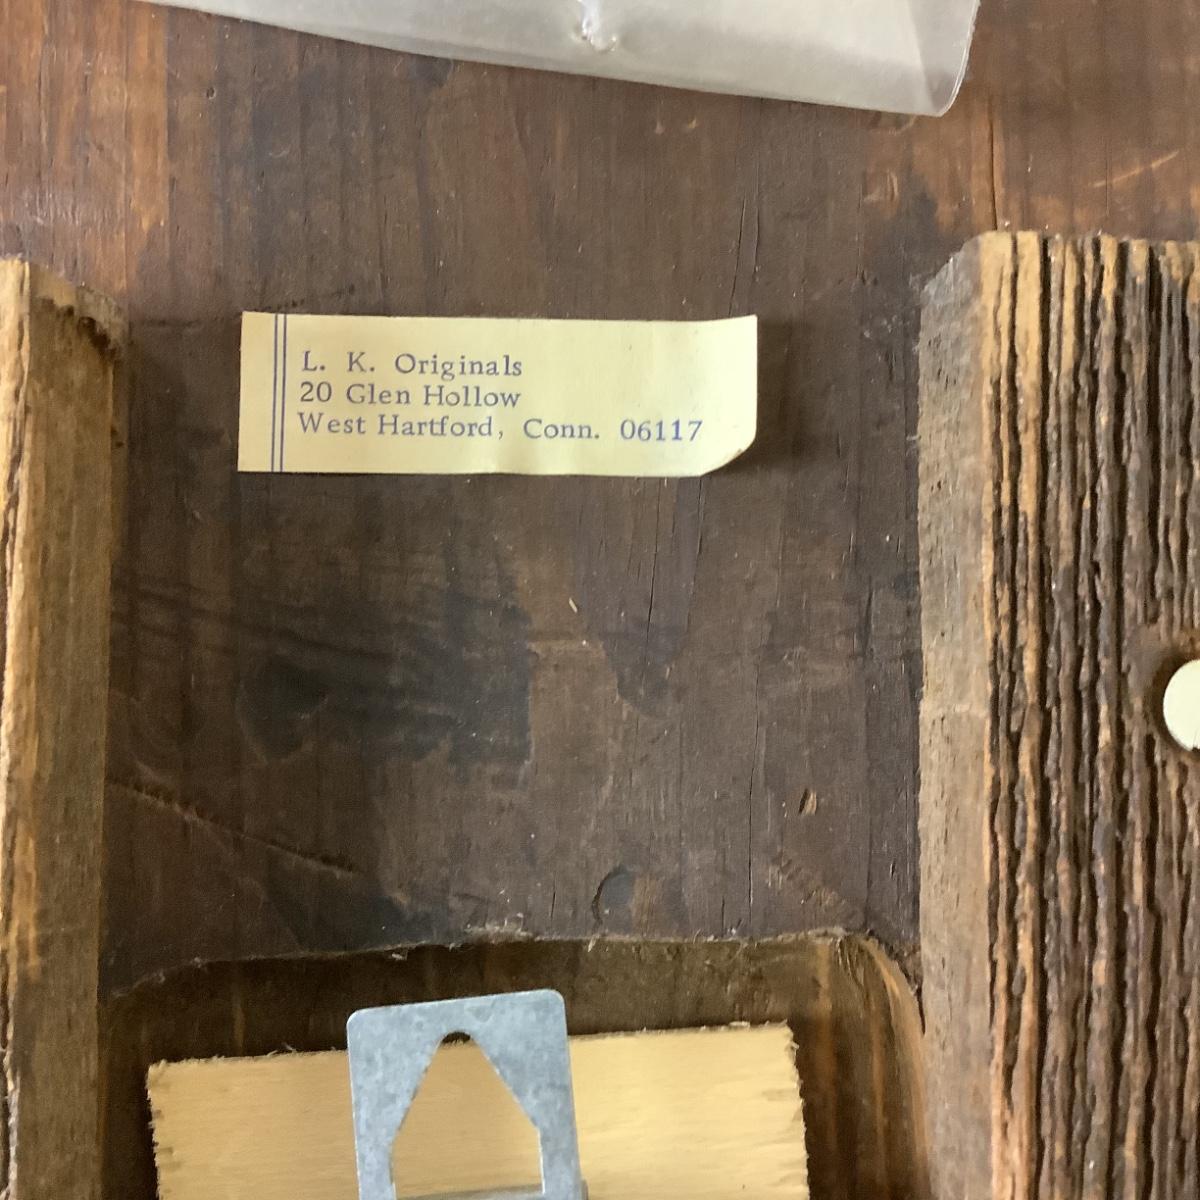 L. K. Originals
20 Glen Hollow
West Hartford, Conn. 06117